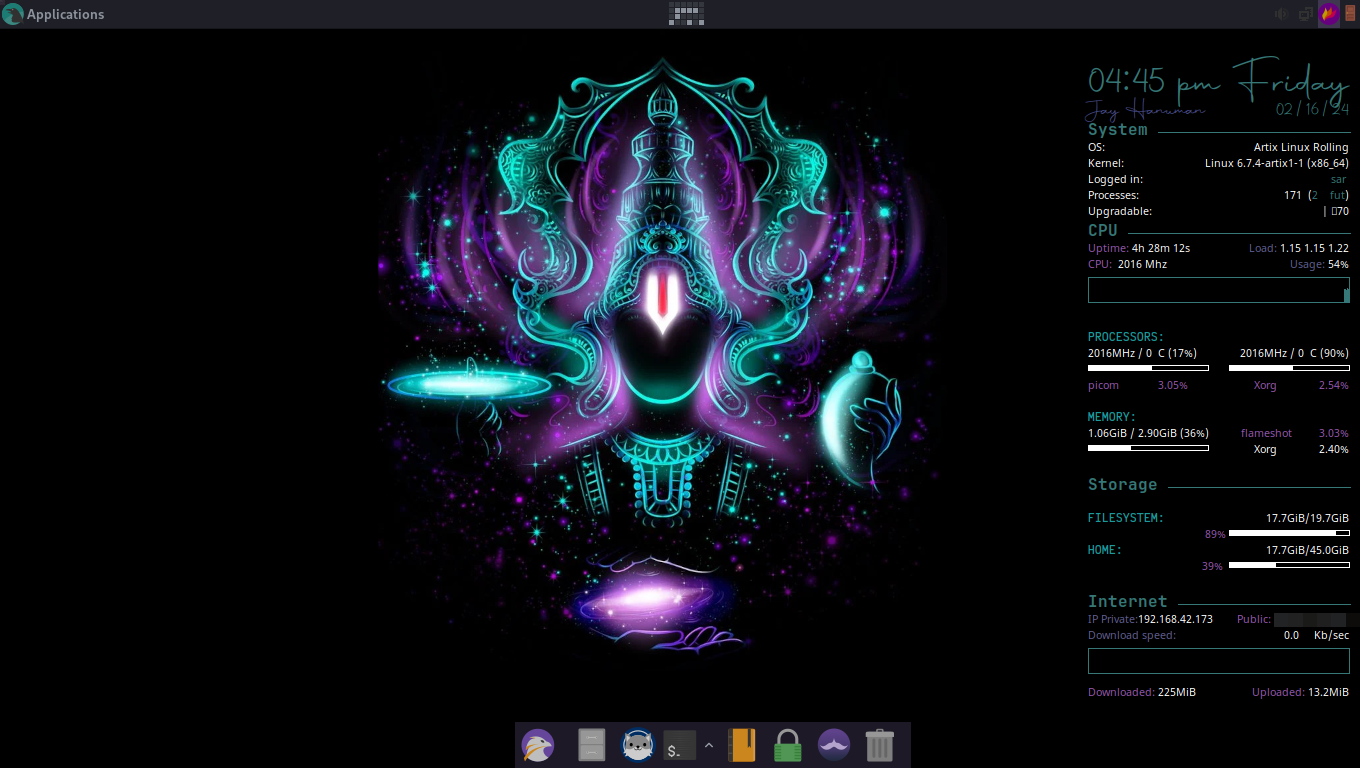 Applications
04:45 pm Friday
Jay Hanuman 02/16/24
System
OS: Artix Linux Rolling
Kernel: Linux 6.7.4-artix1-1 (x86_64)
Logged in: sar
Processes: 171 (2 fut)
Upgradable: | 70
CPU
Uptime: 4h 28m 12s Load: 1.15 1.15 1.22
CPU: 2016 Mhz Usage: 54%
PROCESSORS:
2016MHz / 0 C (17%) 2016MHz / 0 C (90%)
picom 3.05% Xorg 2.54%
MEMORY:
1.06GiB / 2.90GiB (36%) flameshot 3.03%
Xorg 2.40%
Storage
FILESYSTEM: 17.7GiB/19.7GiB
89%
HOME: 17.7GiB/45.0GiB
39%
Internet
IP Private:192.168.42.173 Public:
Download speed: 0.0 Kb/sec
Downloaded: 225MiB Uploaded: 13.2MiB
$_